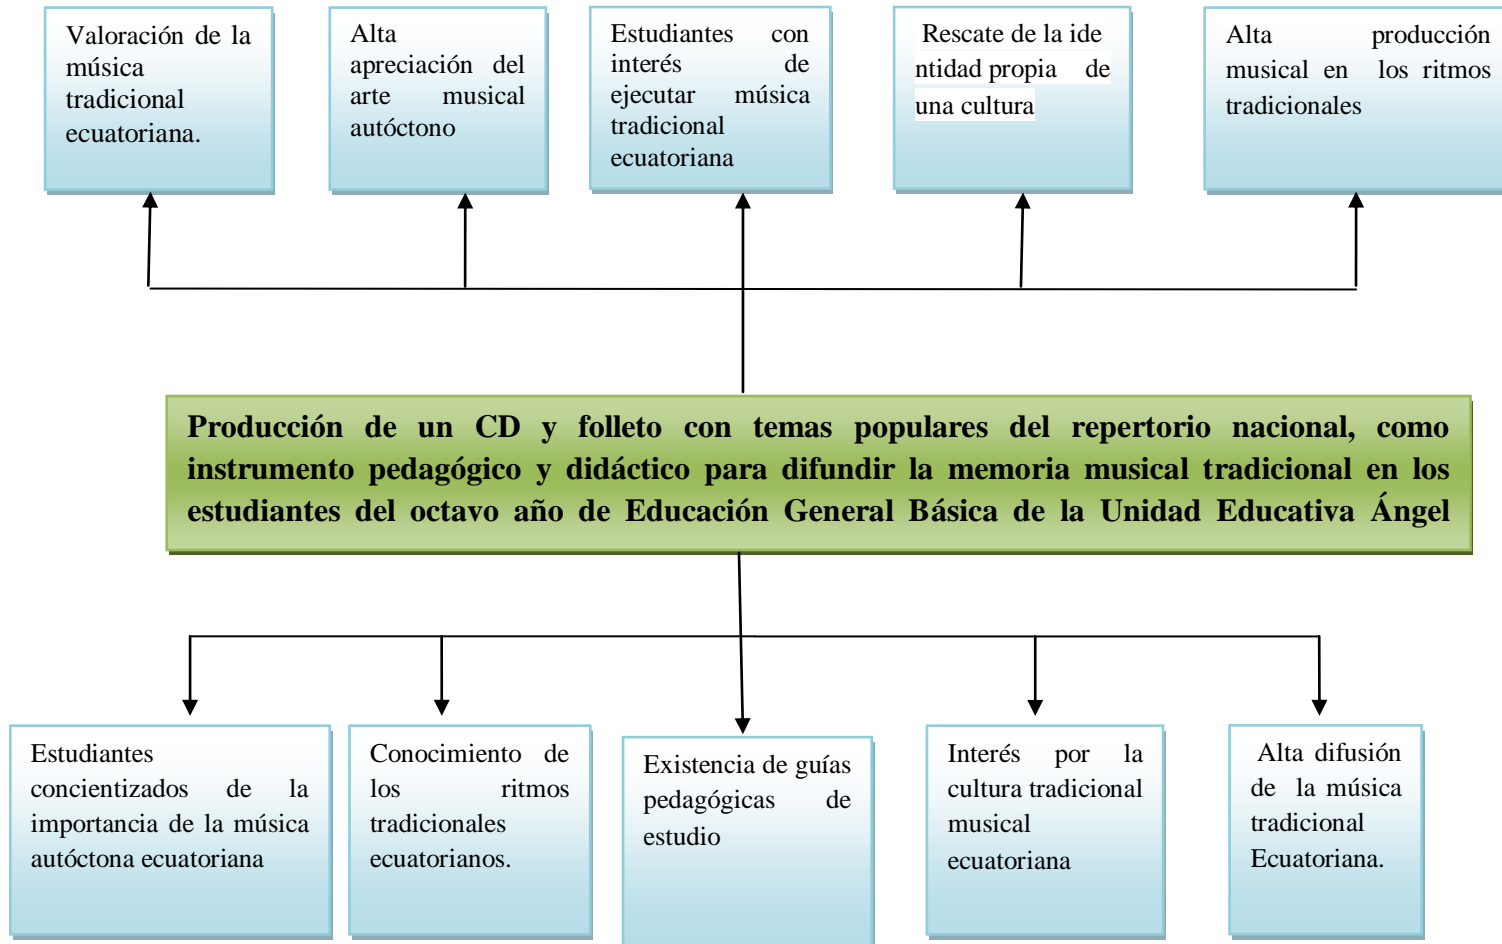 Valoración de la
música
tradicional
ecuatoriana.
Alta
apreciación del
arte musical
autóctono
Estudiantes con
interés de
ejecutar música
tradicional
ecuatoriana
Rescate de la ide
ntidad propia de
una cultura
Alta producción
musical en los ritmos
tradicionales
Producción de un CD y folleto con temas populares del repertorio nacional, como
instrumento pedagógico y didáctico para difundir la memoria musical tradicional en los
estudiantes del octavo año de Educación General Básica de la Unidad Educativa Ángel
Estudiantes
concientizados de la
importancia de la música
autóctona ecuatoriana
Conocimiento de
los ritmos
tradicionales
ecuatorianos.
Existencia de guías
pedagógicas de
estudio
Interés por la
cultura tradicional
musical
ecuatoriana
Alta difusión
de la música
tradicional
Ecuatoriana.